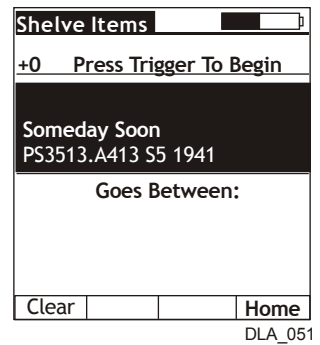 Shelve Items
+0 Press Trigger To Begin
Someday Soon
PS3513.A413 S5 1941
Goes Between:
Clear Home
DLA_051